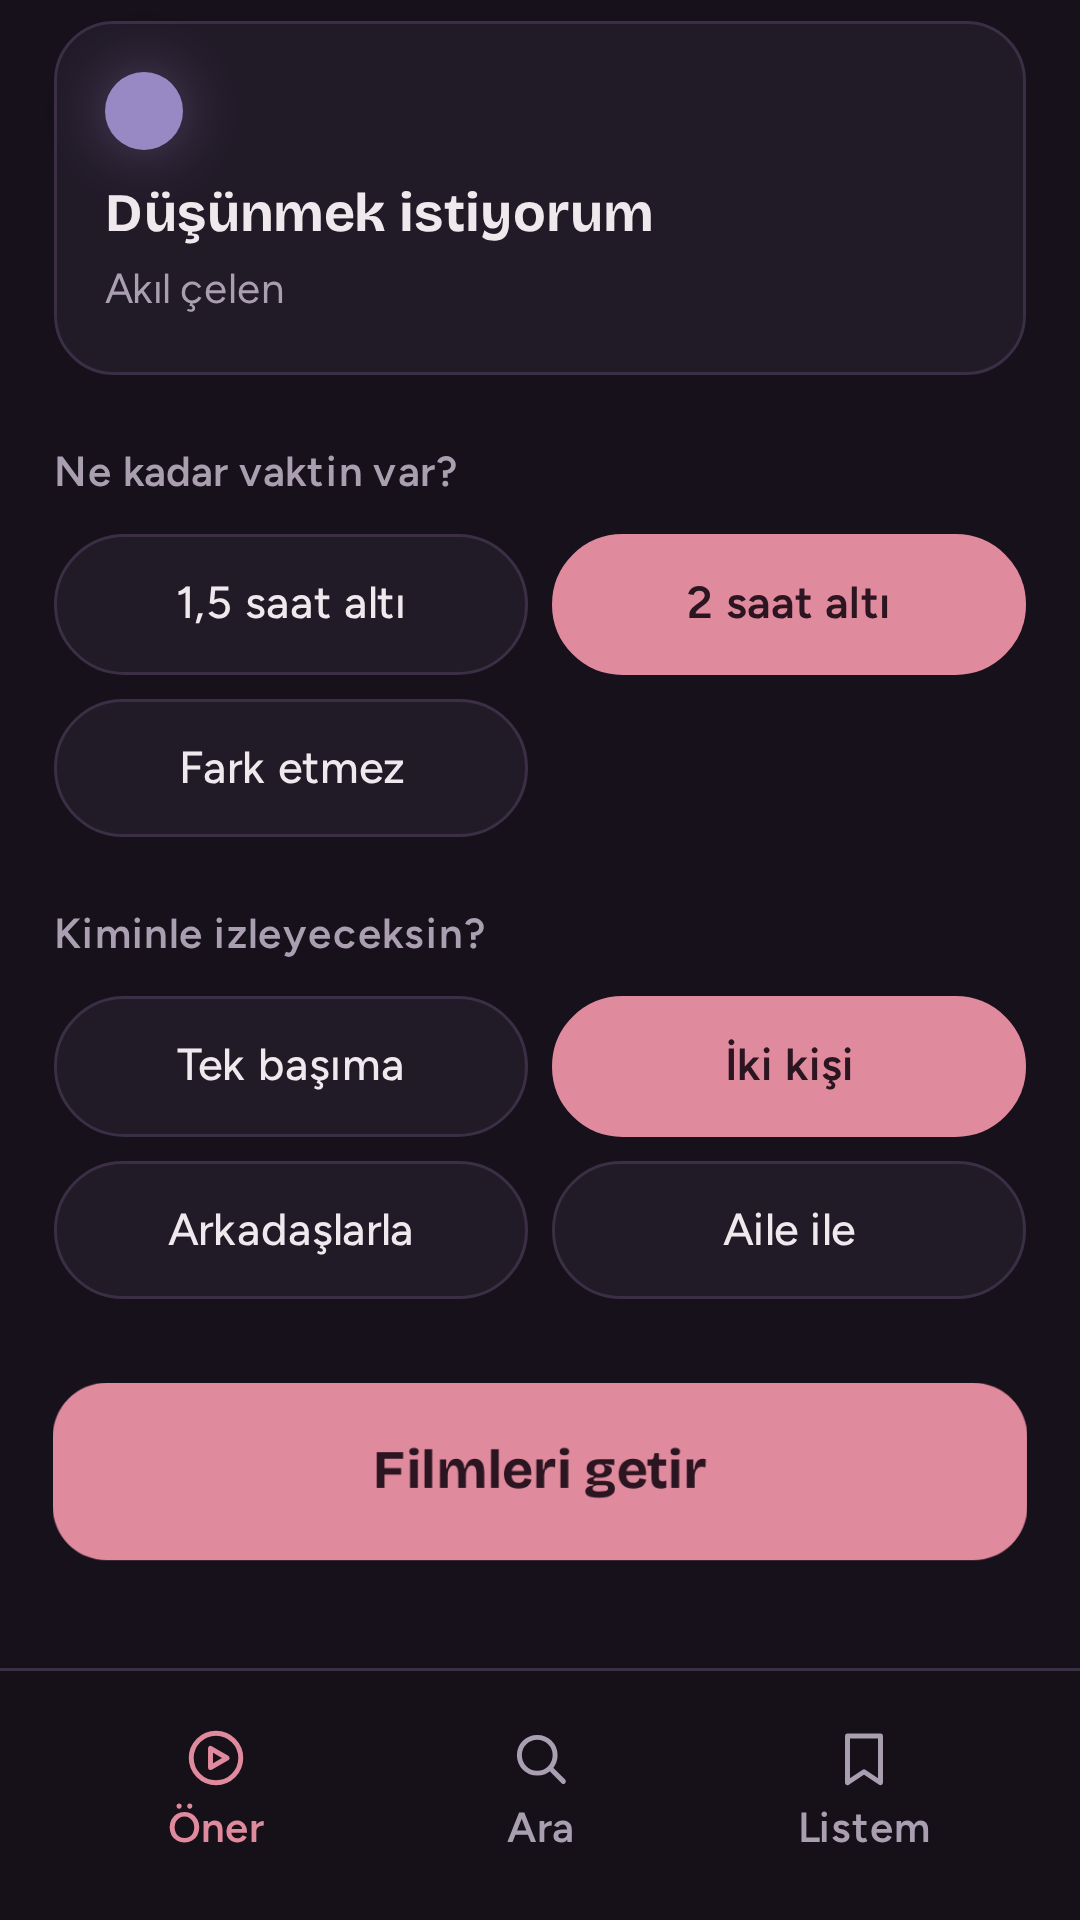 Düşünmek istiyorum
Akıl çelen
Ne kadar vaktin var?
1,5 saat altı
2 saat altı
Fark etmez
Kiminle izleyeceksin?
Tek başıma
İki kişi
Arkadaşlarla
Aile ile
Filmleri getir
Öner
Ara
Listem